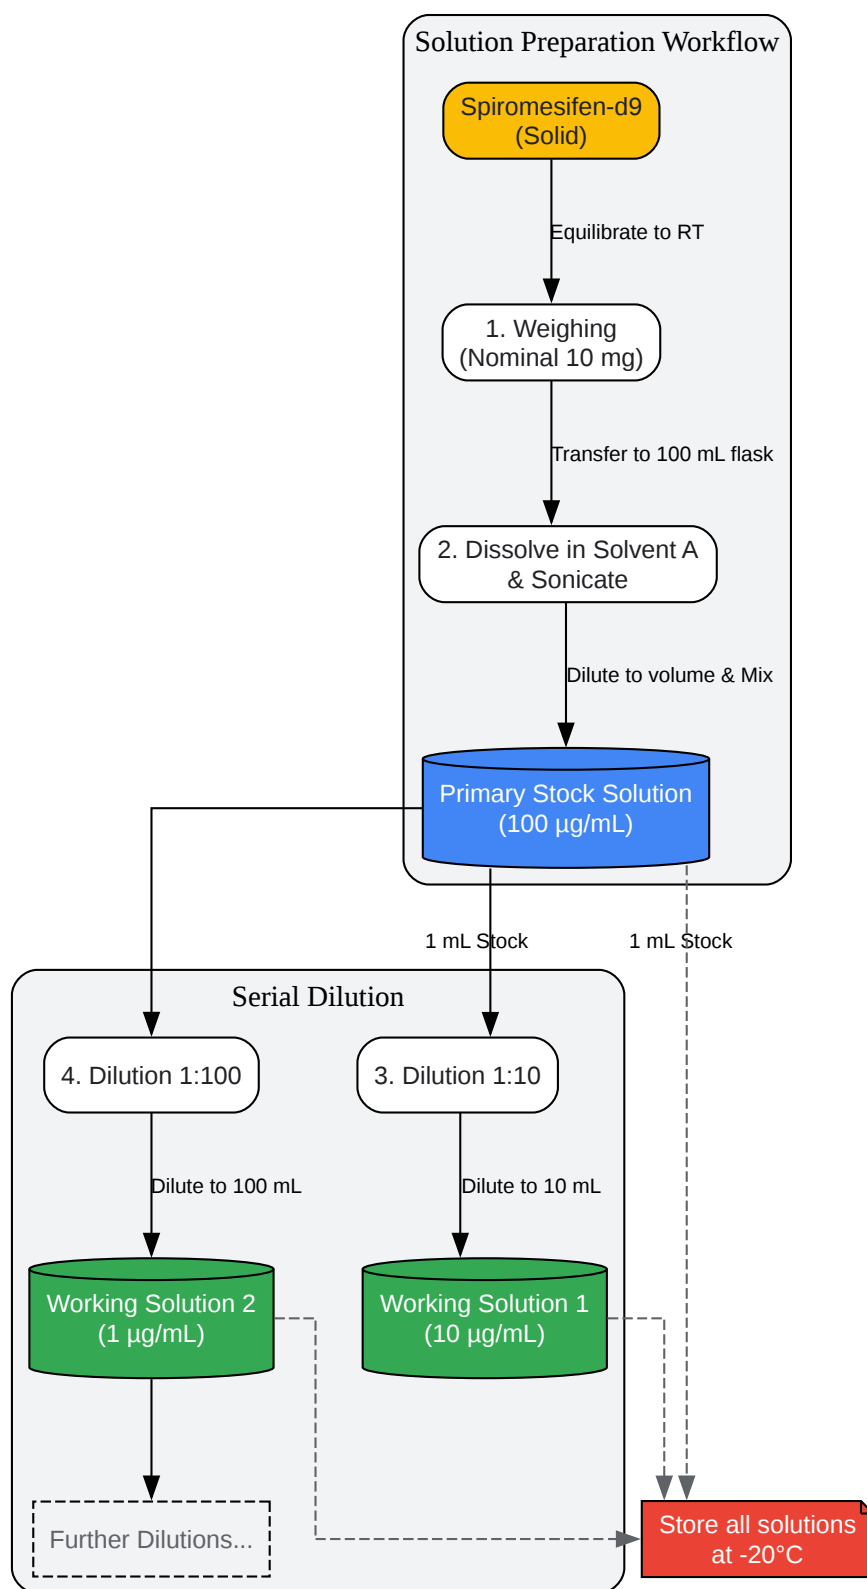 Solution Preparation Workflow
Spiromesifen-d9
(Solid)
Equilibrate to RT
1. Weighing
(Nominal 10 mg)
Transfer to 100 mL flask
2. Dissolve in Solvent A
& Sonicate
Dilute to volume & Mix
Primary Stock Solution
(100 µg/mL)
1 mL Stock
1 mL Stock
Serial Dilution
4. Dilution 1:100
3. Dilution 1:10
Dilute to 100 mL
Dilute to 10 mL
Working Solution 2
(1 µg/mL)
Working Solution 1
(10 µg/mL)
Further Dilutions...
Store all solutions
at -20°C